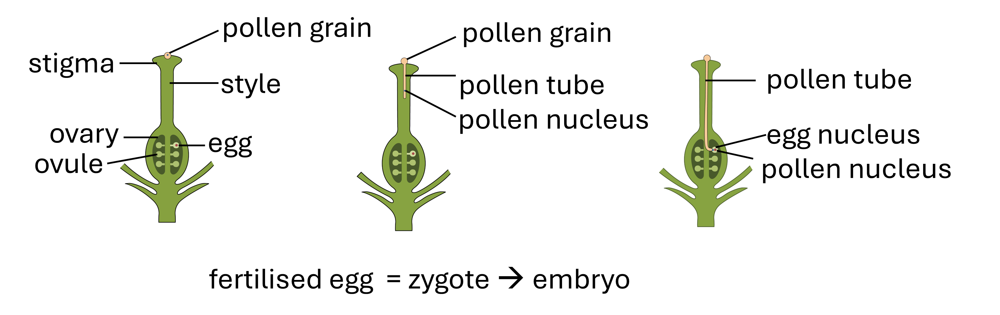 pollen grain
stigma
style
ovary
egg
ovule
pollen grain
pollen tube
pollen nucleus
pollen tube
egg nucleus
pollen nucleus
fertilised egg = zygote → embryo